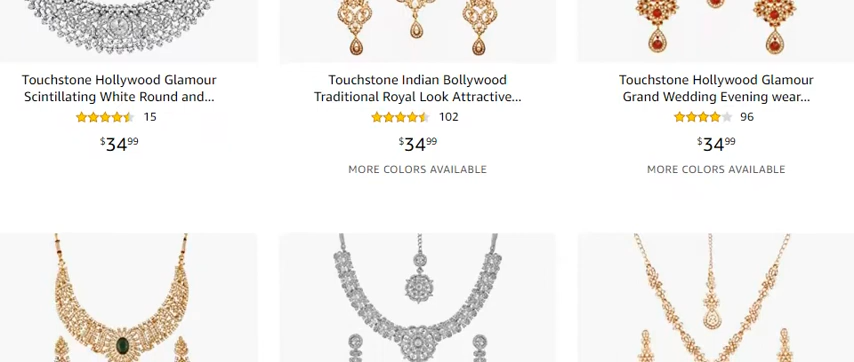 Touchstone Hollywood Glamour
Scintillating White Round and...
15
$34.99
Touchstone Indian Bollywood
Traditional Royal Look Attractive...
102
$34.99
MORE COLORS AVAILABLE
Touchstone Hollywood Glamour
Grand Wedding Evening wear...
96
$34.99
MORE COLORS AVAILABLE